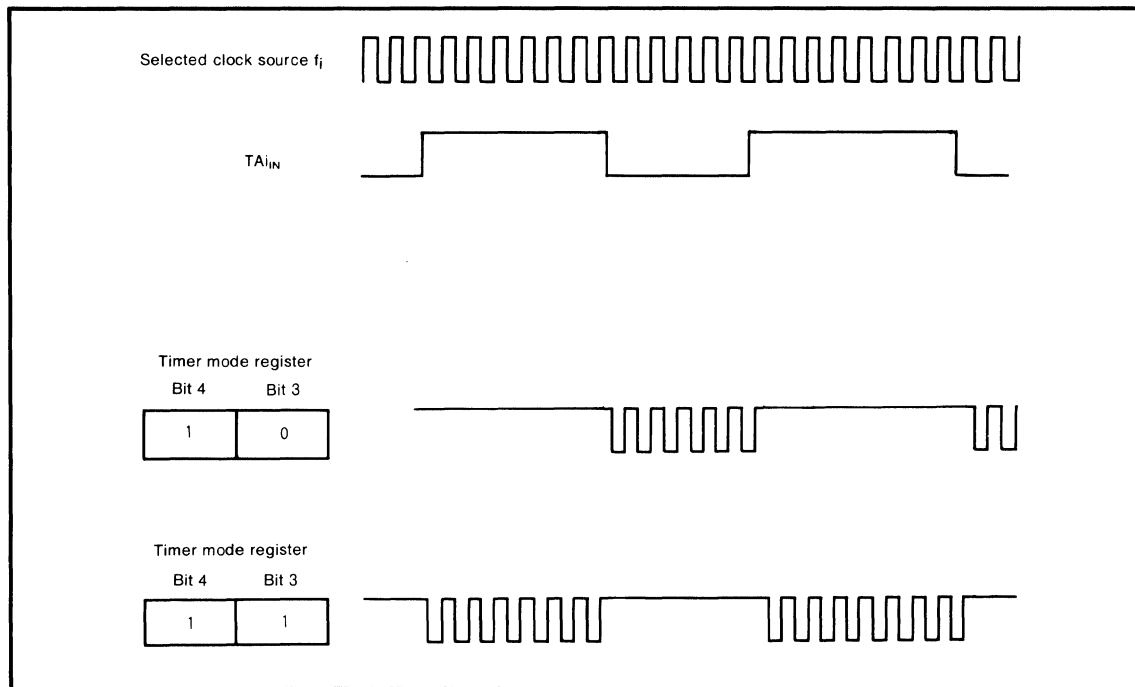 Selected clock source fi
TAiIN
Timer mode register
Bit 4 Bit 3
1 0
Timer mode register
Bit 4 Bit 3
1 1